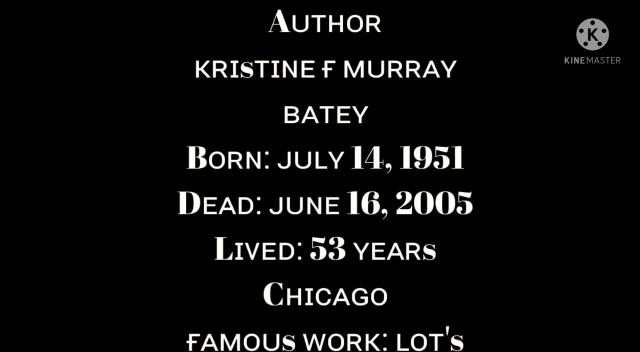 Author
KRISTINE F MURRAY
BATEY
Born: JULY 14, 1951
Dead: JUNE 16, 2005
Lived: 53 YEARS
Chicago
FAMOUS WORK: LOT'S
K
KINEMASTER